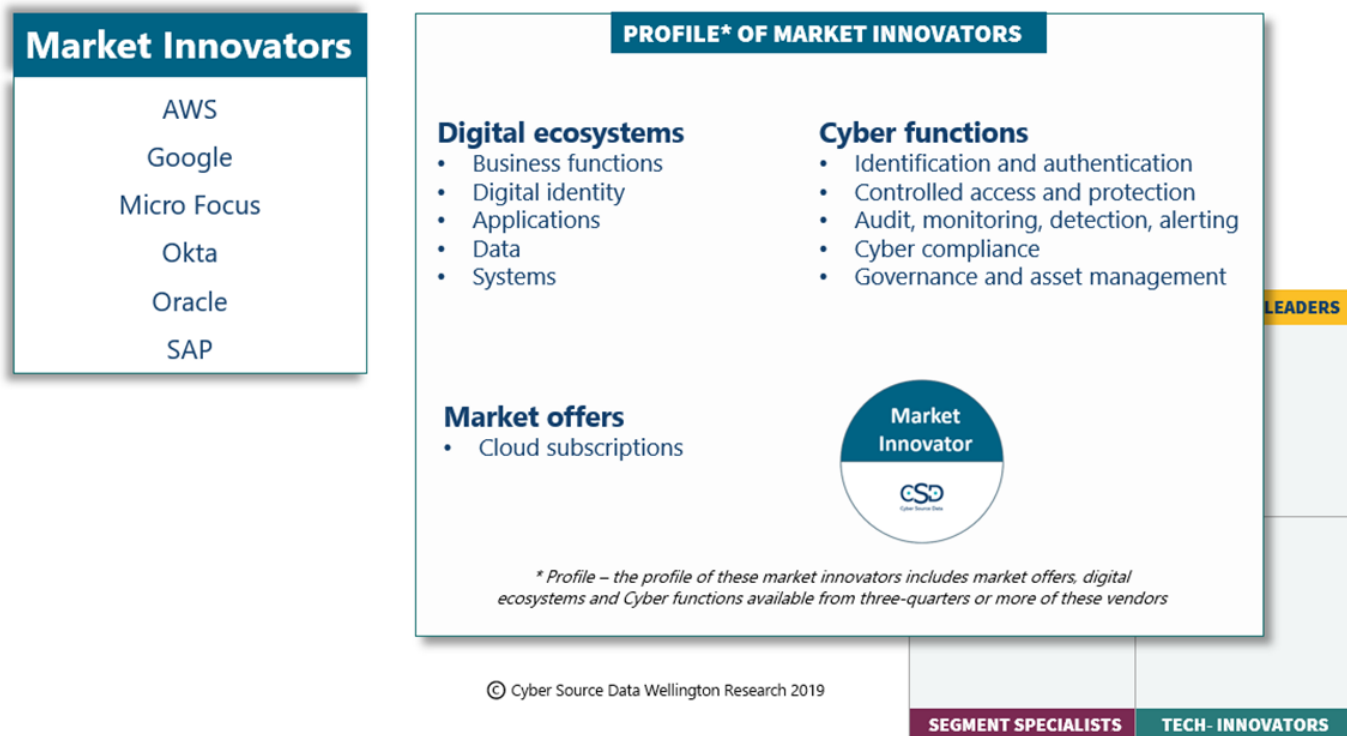 Market Innovators
AWS
Google
Micro Focus
Okta
Oracle
SAP
PROFILE* OF MARKET INNOVATORS
Digital ecosystems
• Business functions
• Digital identity
• Applications
• Data
• Systems
Cyber functions
• Identification and authentication
• Controlled access and protection
• Audit, monitoring, detection, alerting
• Cyber compliance
• Governance and asset management
Market offers
• Cloud subscriptions
Market
Innovator
CSD
Cyber Source Data
* Profile – the profile of these market innovators includes market offers, digital
ecosystems and Cyber functions available from three-quarters or more of these vendors
LEADERS
© Cyber Source Data Wellington Research 2019
SEGMENT SPECIALISTS
TECH- INNOVATORS